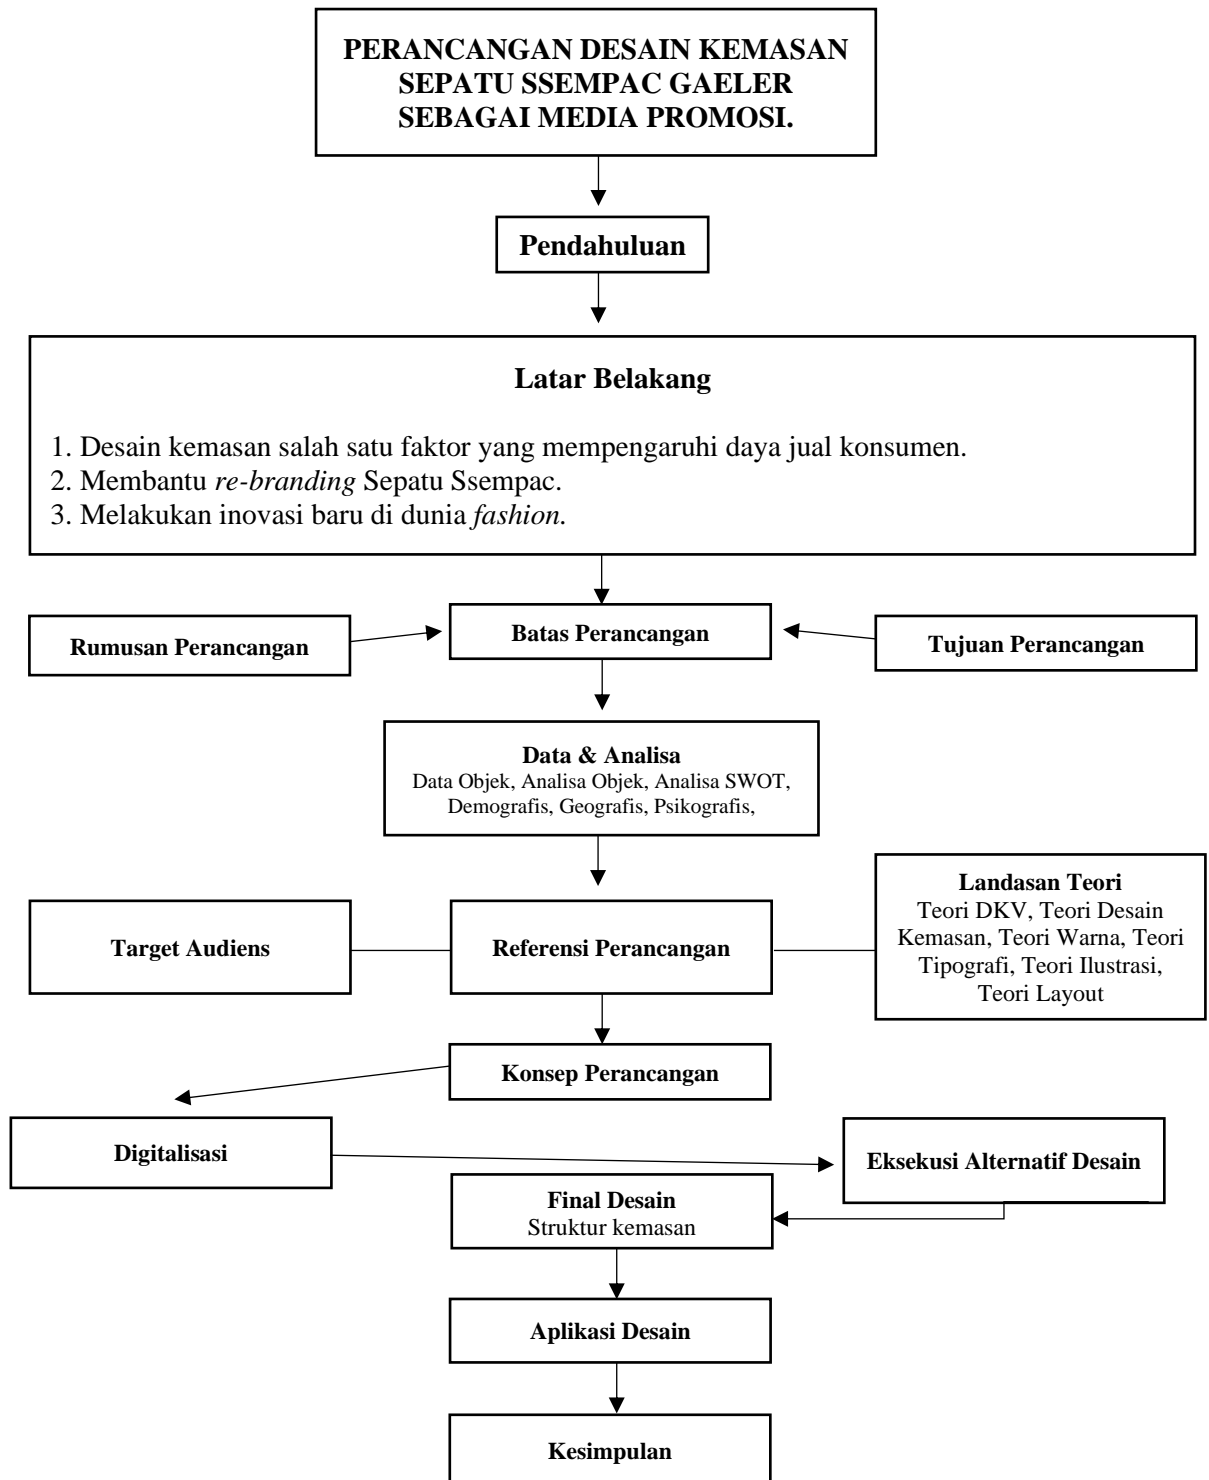 PERANCANGAN DESAIN KEMASAN
SEPATU SSEMPAC GAELER
SEBAGAI MEDIA PROMOSI.
Pendahuluan
Latar Belakang
1. Desain kemasan salah satu faktor yang mempengaruhi daya jual konsumen.
2. Membantu re-branding Sepatu Ssempac.
3. Melakukan inovasi baru di dunia fashion.
Rumusan Perancangan
Batas Perancangan
Tujuan Perancangan
Data & Analisa
Data Objek, Analisa Objek, Analisa SWOT,
Demografis, Geografis, Psikografis,
Target Audiens
Referensi Perancangan
Landasan Teori
Teori DKV, Teori Desain
Kemasan, Teori Warna, Teori
Tipografi, Teori Ilustrasi,
Teori Layout
Konsep Perancangan
Digitalisasi
Eksekusi Alternatif Desain
Final Desain
Struktur kemasan
Aplikasi Desain
Kesimpulan